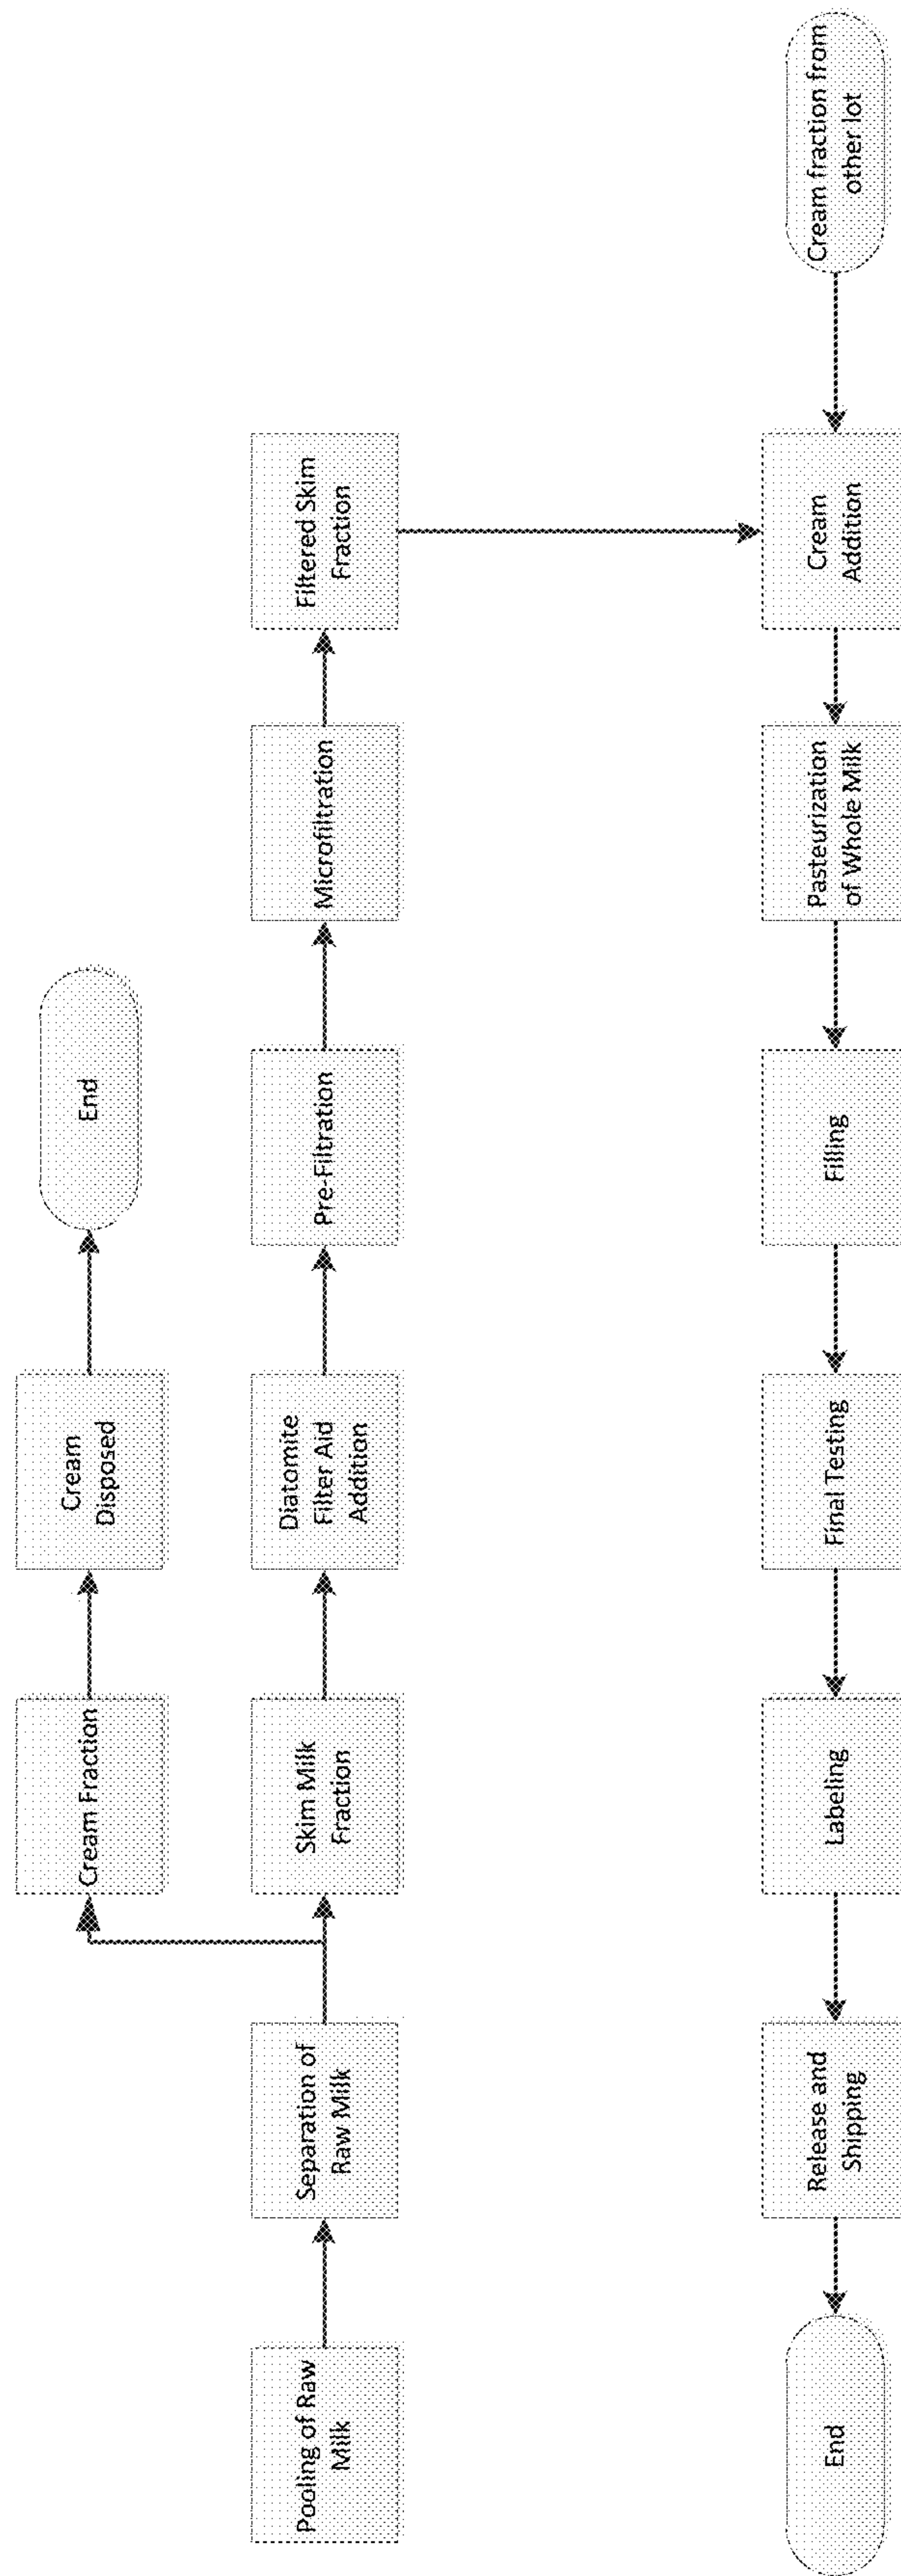 Cream Fraction
Cream
Disposed
End
Pooling of Raw
Milk
Separation of
Raw Milk
Skim Milk
Fraction
Diatomite
Filter Aid
Addition
Pre-Filtration
Microfiltration
Filtered Skim
Fraction
End
Release and
Shipping
Labeling
Final Testing
Filling
Pasteurization
of Whole Milk
Cream
Addition
Cream fraction from
other lot